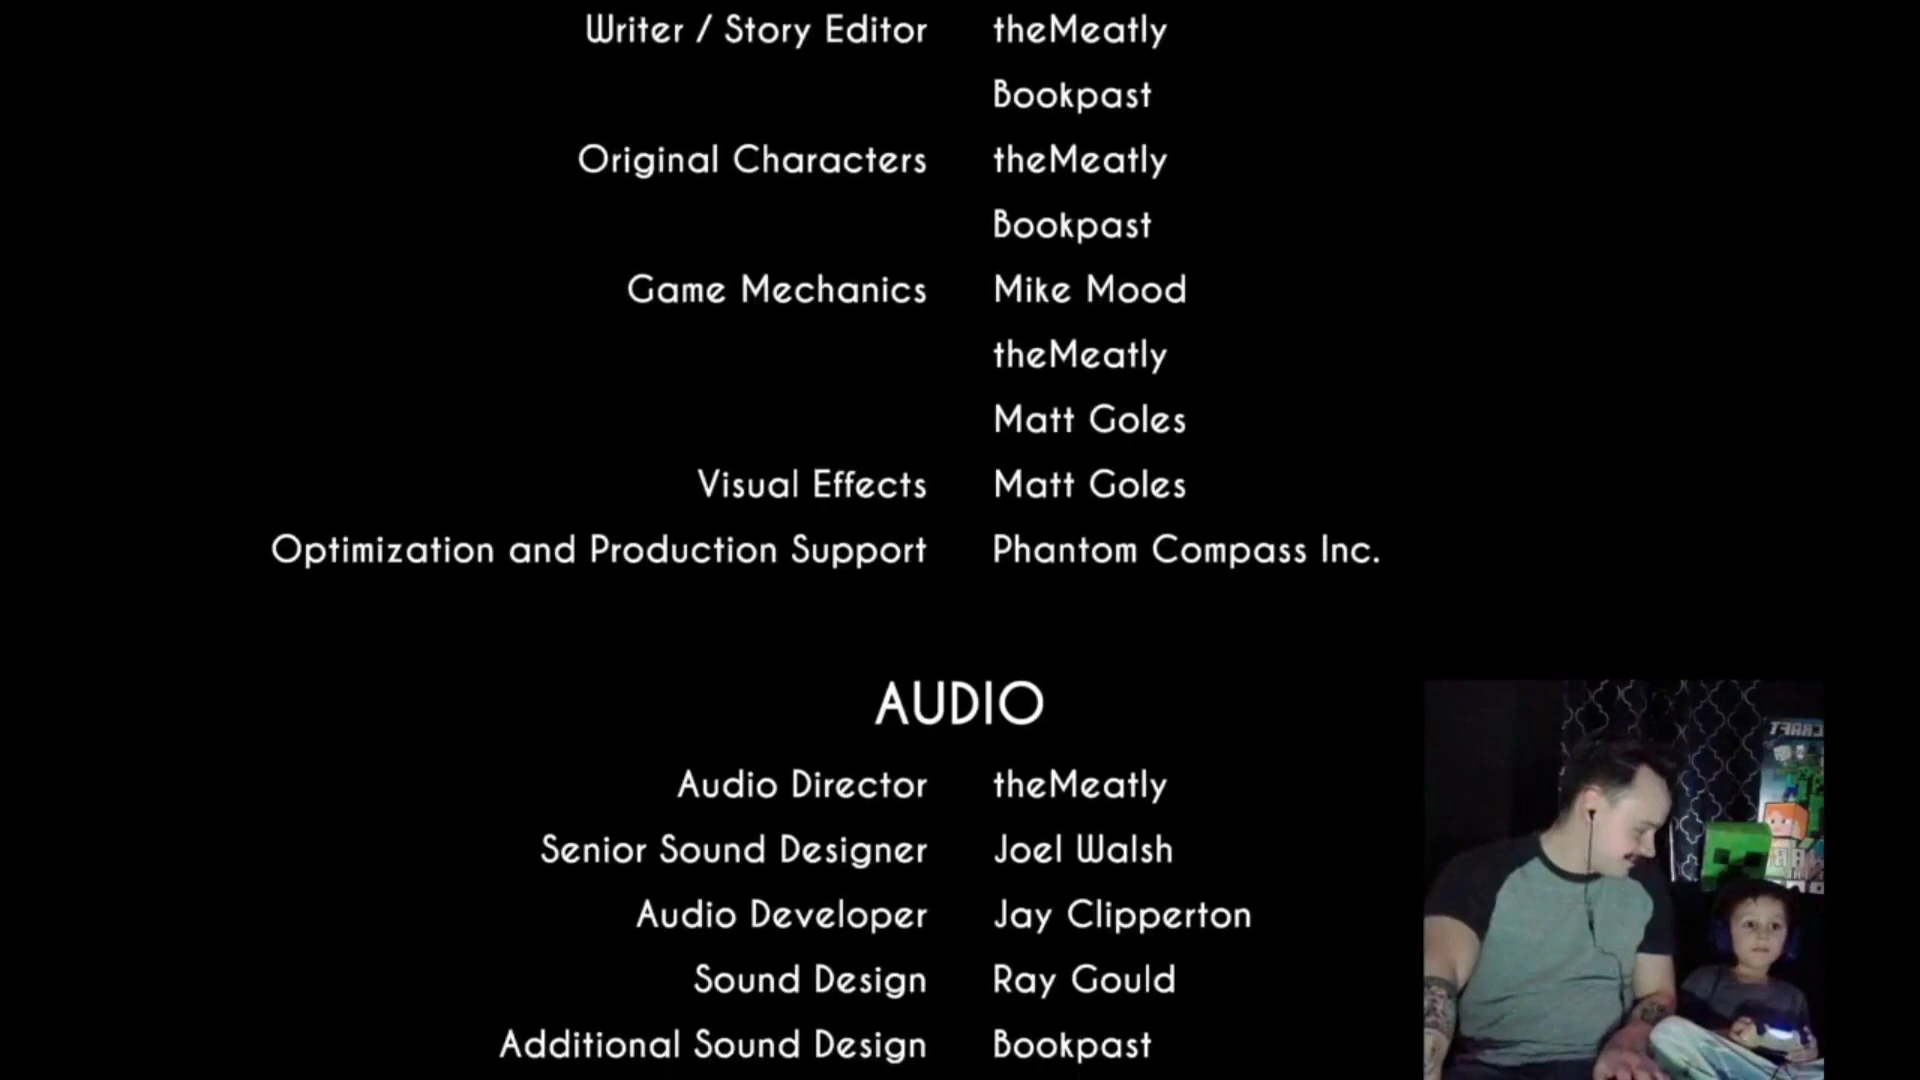 Writer / Story Editor theMeatly
Bookpast
Original Characters theMeatly
Bookpast
Game Mechanics Mike Mood
theMeatly
Matt Goles
Visual Effects Matt Goles
Optimization and Production Support Phantom Compass Inc.
AUDIO
Audio Director theMeatly
Senior Sound Designer Joel Walsh
Audio Developer Jay Clipperton
Sound Design Ray Gould
Additional Sound Design Bookpast